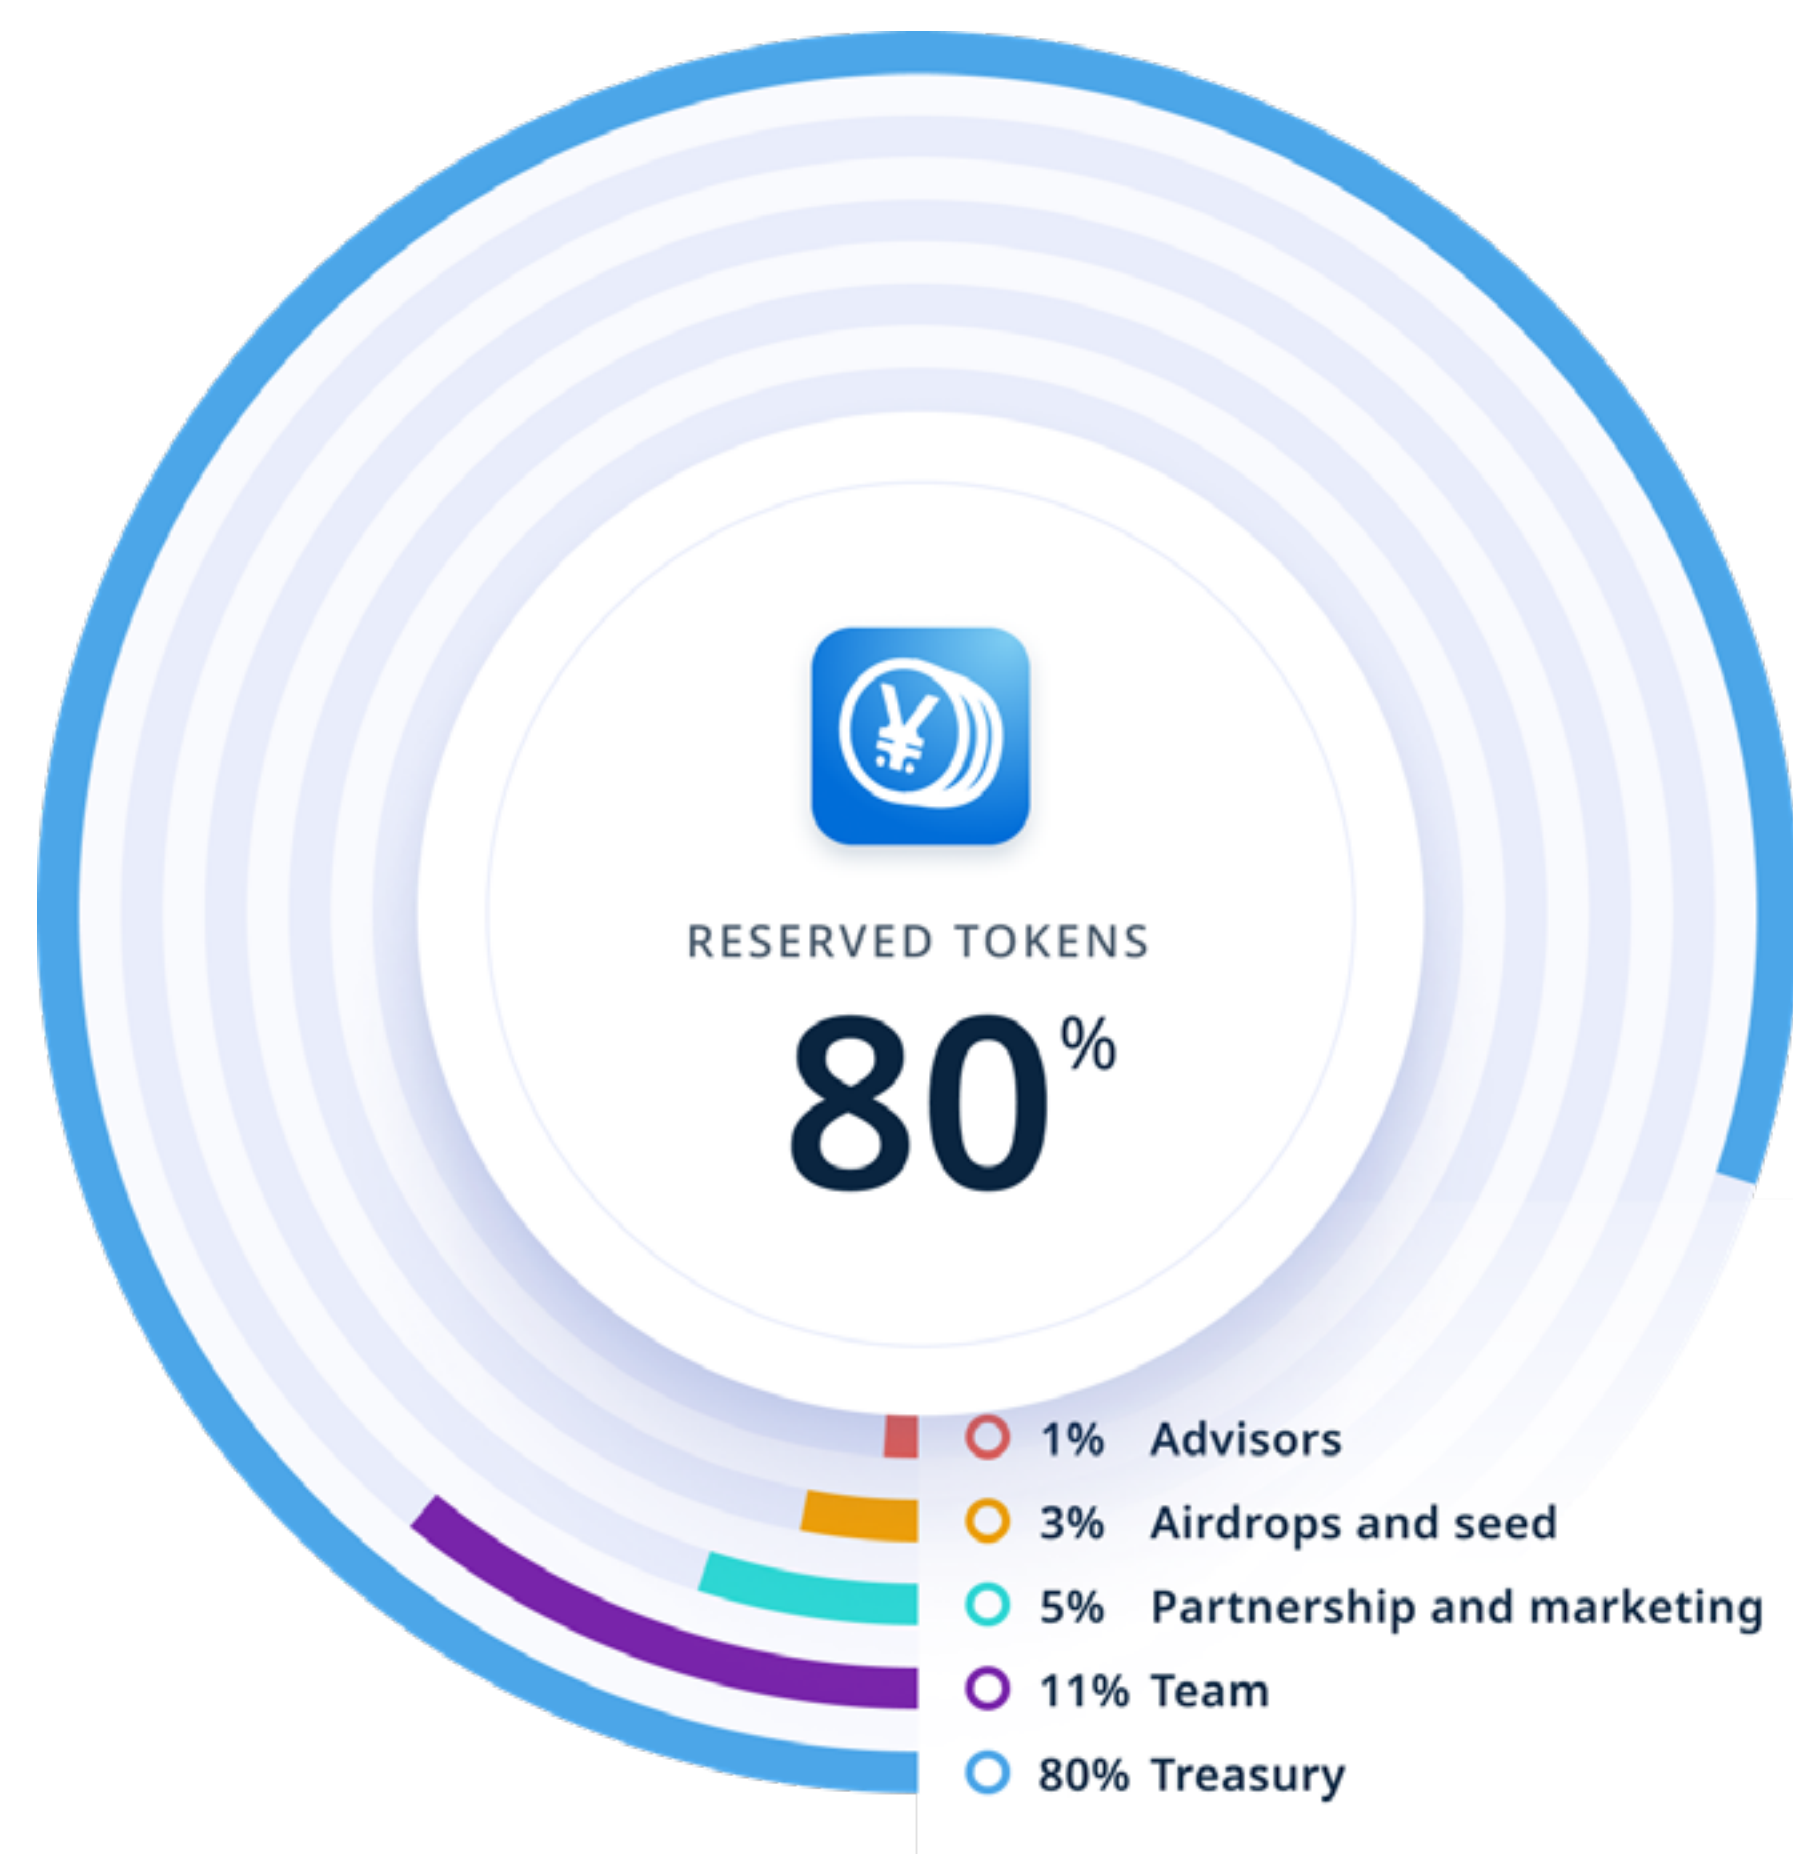 RESERVED TOKENS
80%
1% Advisors
3% Airdrops and seed
5% Partnership and marketing
11% Team
80% Treasury